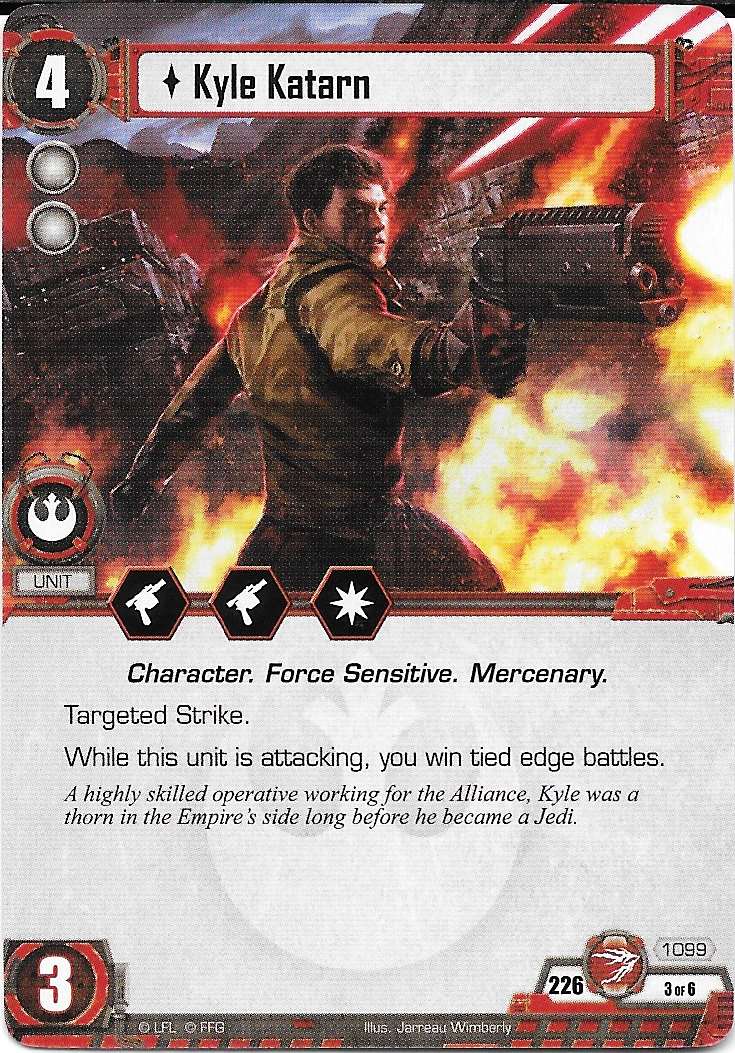 4
Kyle Katarn
UNIT
Character. Force Sensitive. Mercenary.
Targeted Strike.
While this unit is attacking, you win tied edge battles.
A highly skilled operative working for the Alliance, Kyle was a
thorn in the Empire's side long before he became a Jedi.
3
1099
226
3 OF 6
© LFL © FFG
Illus. Jarreau Wimberly